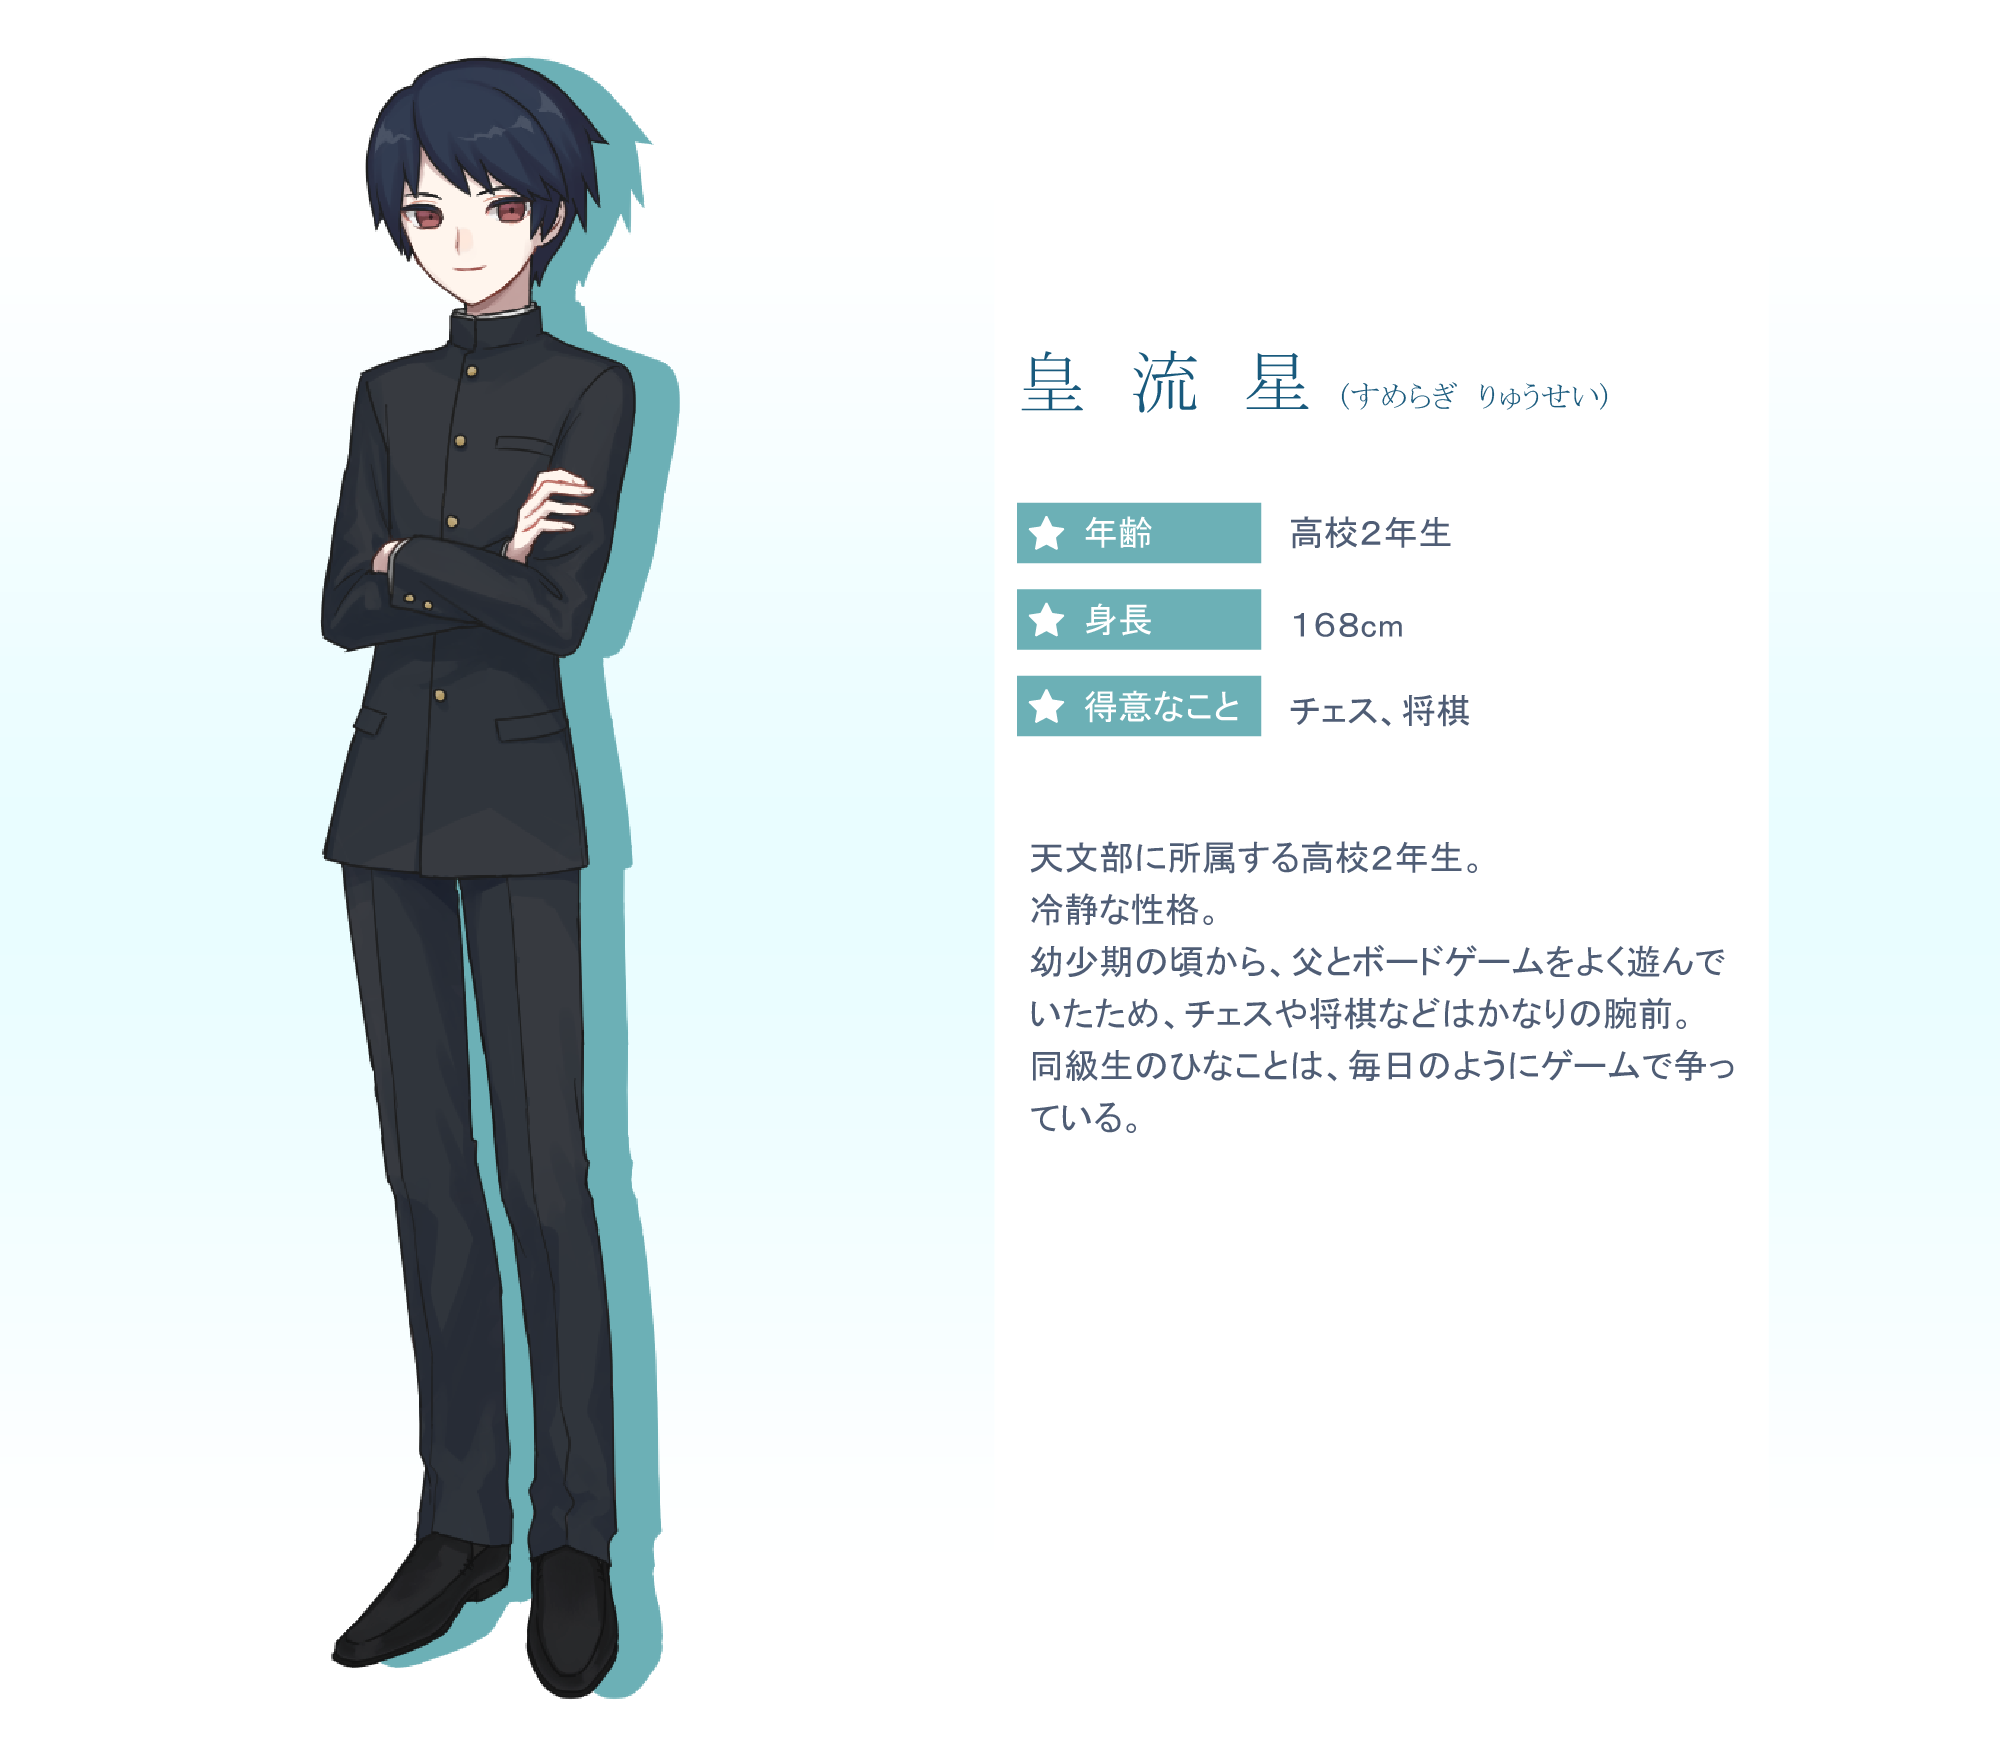 皇 流 星 (すめらぎ りゅうせい)
★ 年齢 高校2年生
★ 身長 168cm
★ 得意なこと チェス、将棋
天文部に所属する高校2年生。
冷静な性格。
幼少期の頃から、父とボードゲームをよく遊んで
いたため、チェスや将棋などはかなりの腕前。
同級生のひなことは、毎日のようにゲームで争っ
ている。